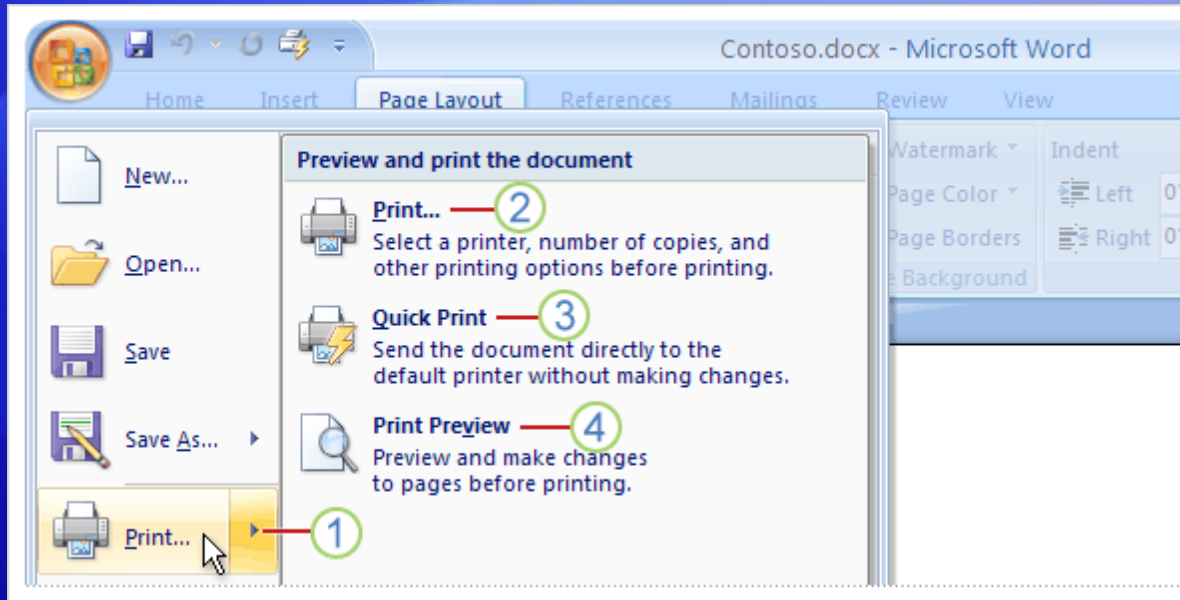 Contoso.docx - Microsoft Word
Home Insert Page Layout References Mailings Review View
New...
Open...
Save
Save As...
Print...
1
Preview and print the document
Print... 2
Select a printer, number of copies, and
other printing options before printing.
Quick Print 3
Send the document directly to the
default printer without making changes.
Print Preview 4
Preview and make changes
to pages before printing.
Watermark
Page Color
Page Borders
Background
Indent
Left 0"
Right 0"